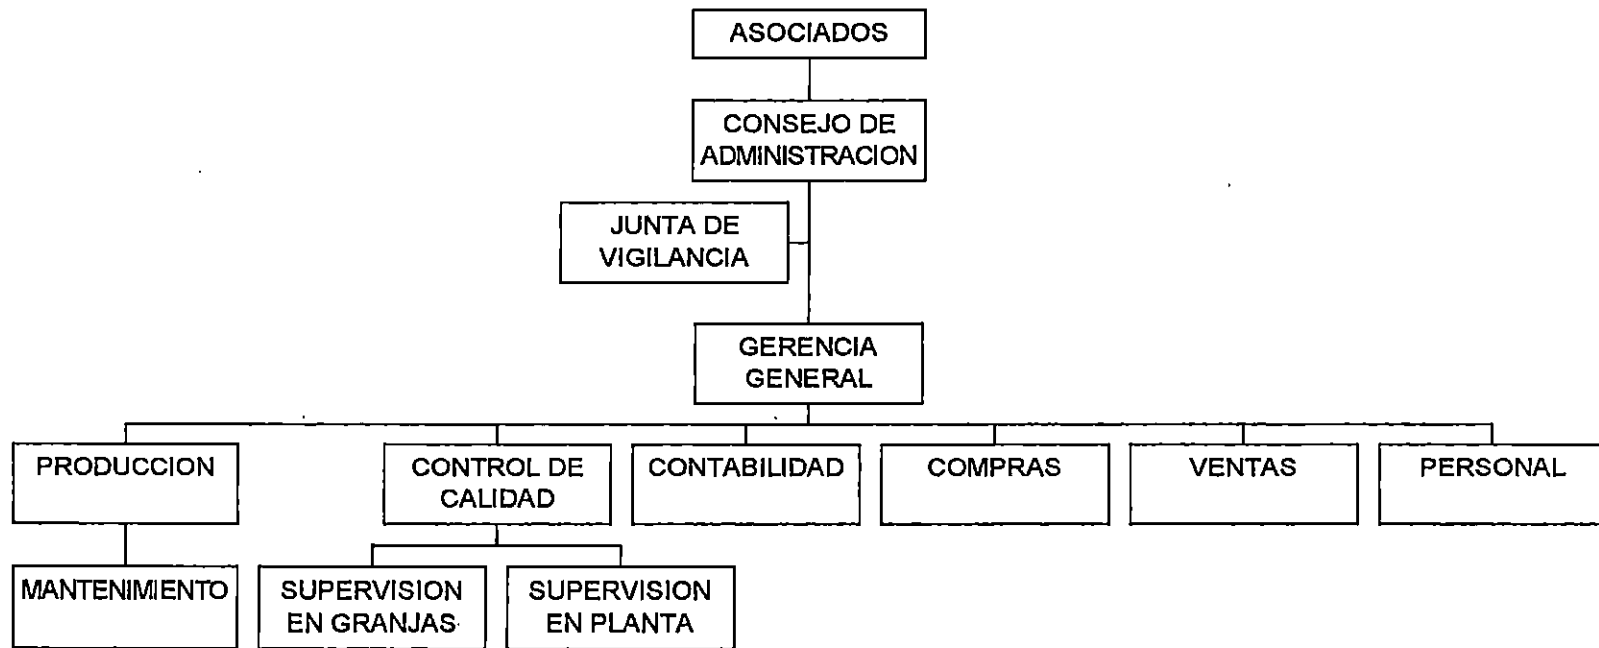 ASOCIADOS
CONSEJO DE
ADMINISTRACION
JUNTA DE
VIGILANCIA
GERENCIA
GENERAL
PRODUCCION
CONTROL DE
CALIDAD
CONTABILIDAD
COMPRAS
VENTAS
PERSONAL
MANTENIMIENTO
SUPERVISION
EN GRANJAS
SUPERVISION
EN PLANTA